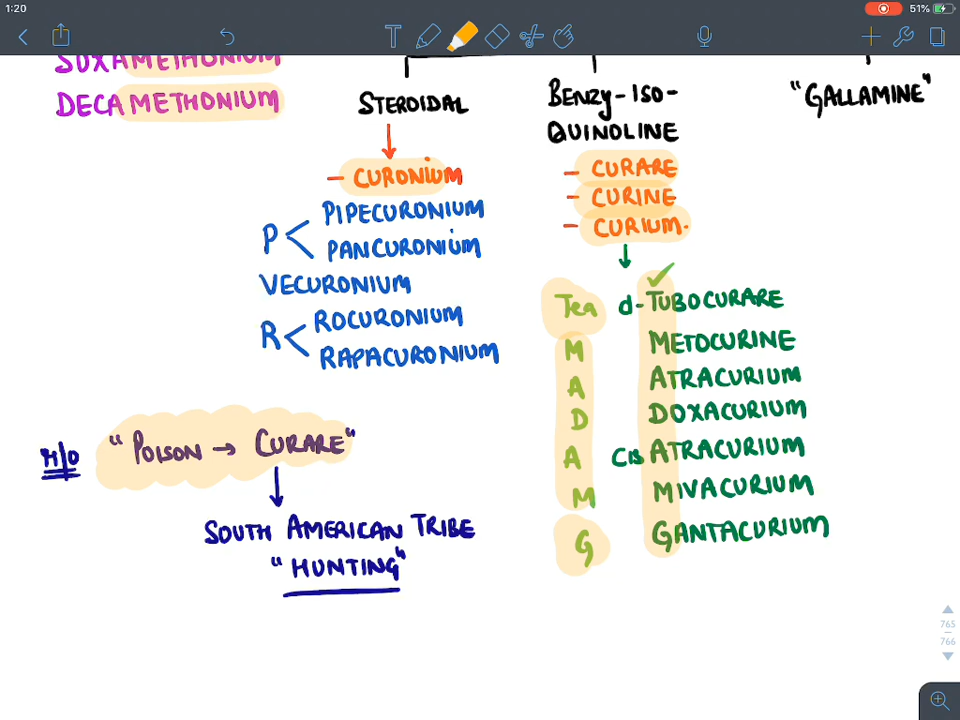 1:20
51%
T
SUXAMETHONIUM
DECAMETHONIUM
STEROIDAL
- CURONIUM
P
PIPECURONIUM
PANCURONIUM
VECURONIUM
R
ROCURONIUM
RAPACURONIUM
BENZY-ISO-
QUINOLINE
- CURARE
- CURINE
- CURIUM.
Tea d-TUBOCURARE
M METOCURINE
A ATRACURIUM
D DOXACURIUM
A CIS ATRACURIUM
M MIVACURIUM
G GANTACURIUM
"GALLAMINE"
H/O "POISON → CURARE"
SOUTH AMERICAN TRIBE
"HUNTING"
765
766